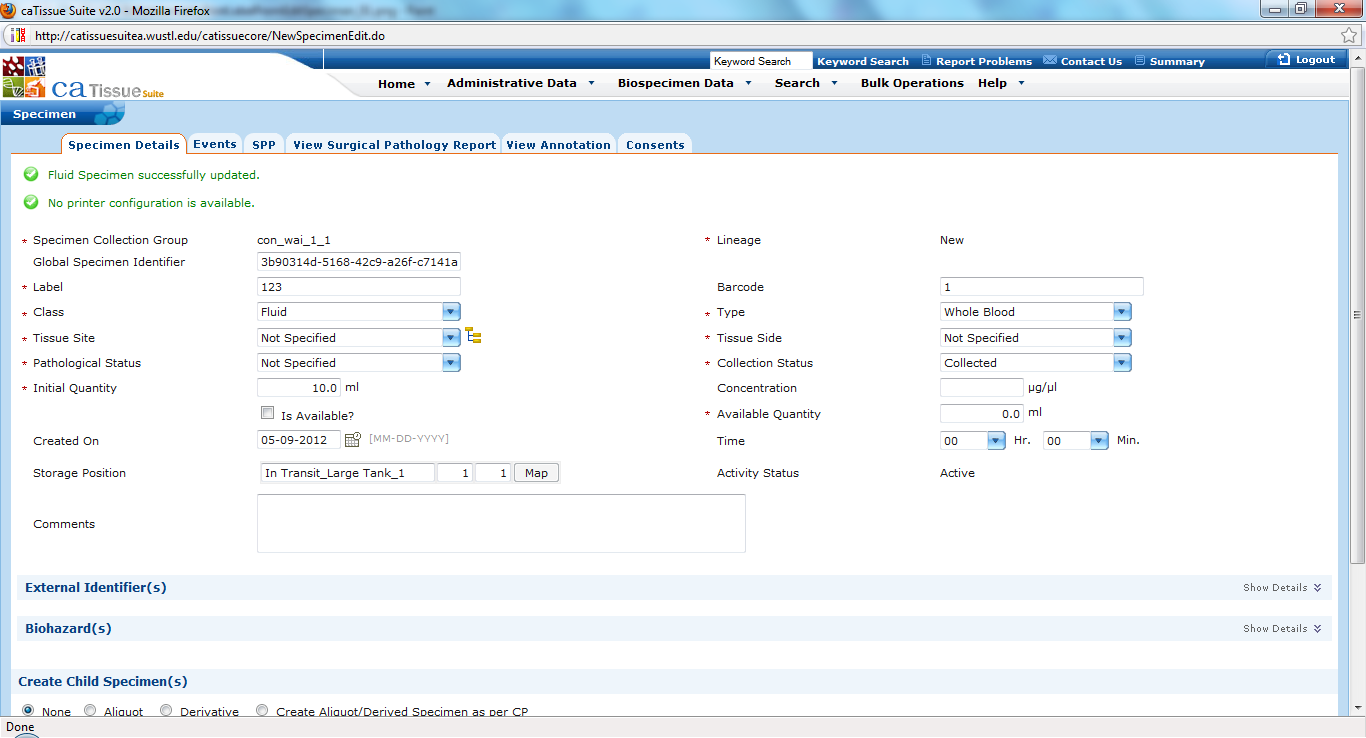 caTissue Suite v2.0 - Mozilla Firefox
http://catissuesuitea.wustl.edu/catissuecore/NewSpecimenEdit.do
Keyword Search Keyword Search Report Problems Contact Us Summary Logout
caTissue Suite
Home Administrative Data Biospecimen Data Search Bulk Operations Help
Specimen
Specimen Details Events SPP View Surgical Pathology Report View Annotation Consents
Fluid Specimen successfully updated.
No printer configuration is available.
* Specimen Collection Group con_wai_1_1 * Lineage New
Global Specimen Identifier 3b90314d-5168-42c9-a26f-c7141a
* Label 123 Barcode 1
* Class Fluid * Type Whole Blood
* Tissue Site Not Specified * Tissue Side Not Specified
* Pathological Status Not Specified * Collection Status Collected
* Initial Quantity 10.0 ml Concentration µg/µl
Is Available? * Available Quantity 0.0 ml
Created On 05-09-2012 [MM-DD-YYYY] Time 00 Hr. 00 Min.
Storage Position In Transit_Large Tank_1 1 1 Map Activity Status Active
Comments
External Identifier(s) Show Details
Biohazard(s) Show Details
Create Child Specimen(s)
None Aliquot Derivative Create Aliquot/Derived Specimen as per CP
Done